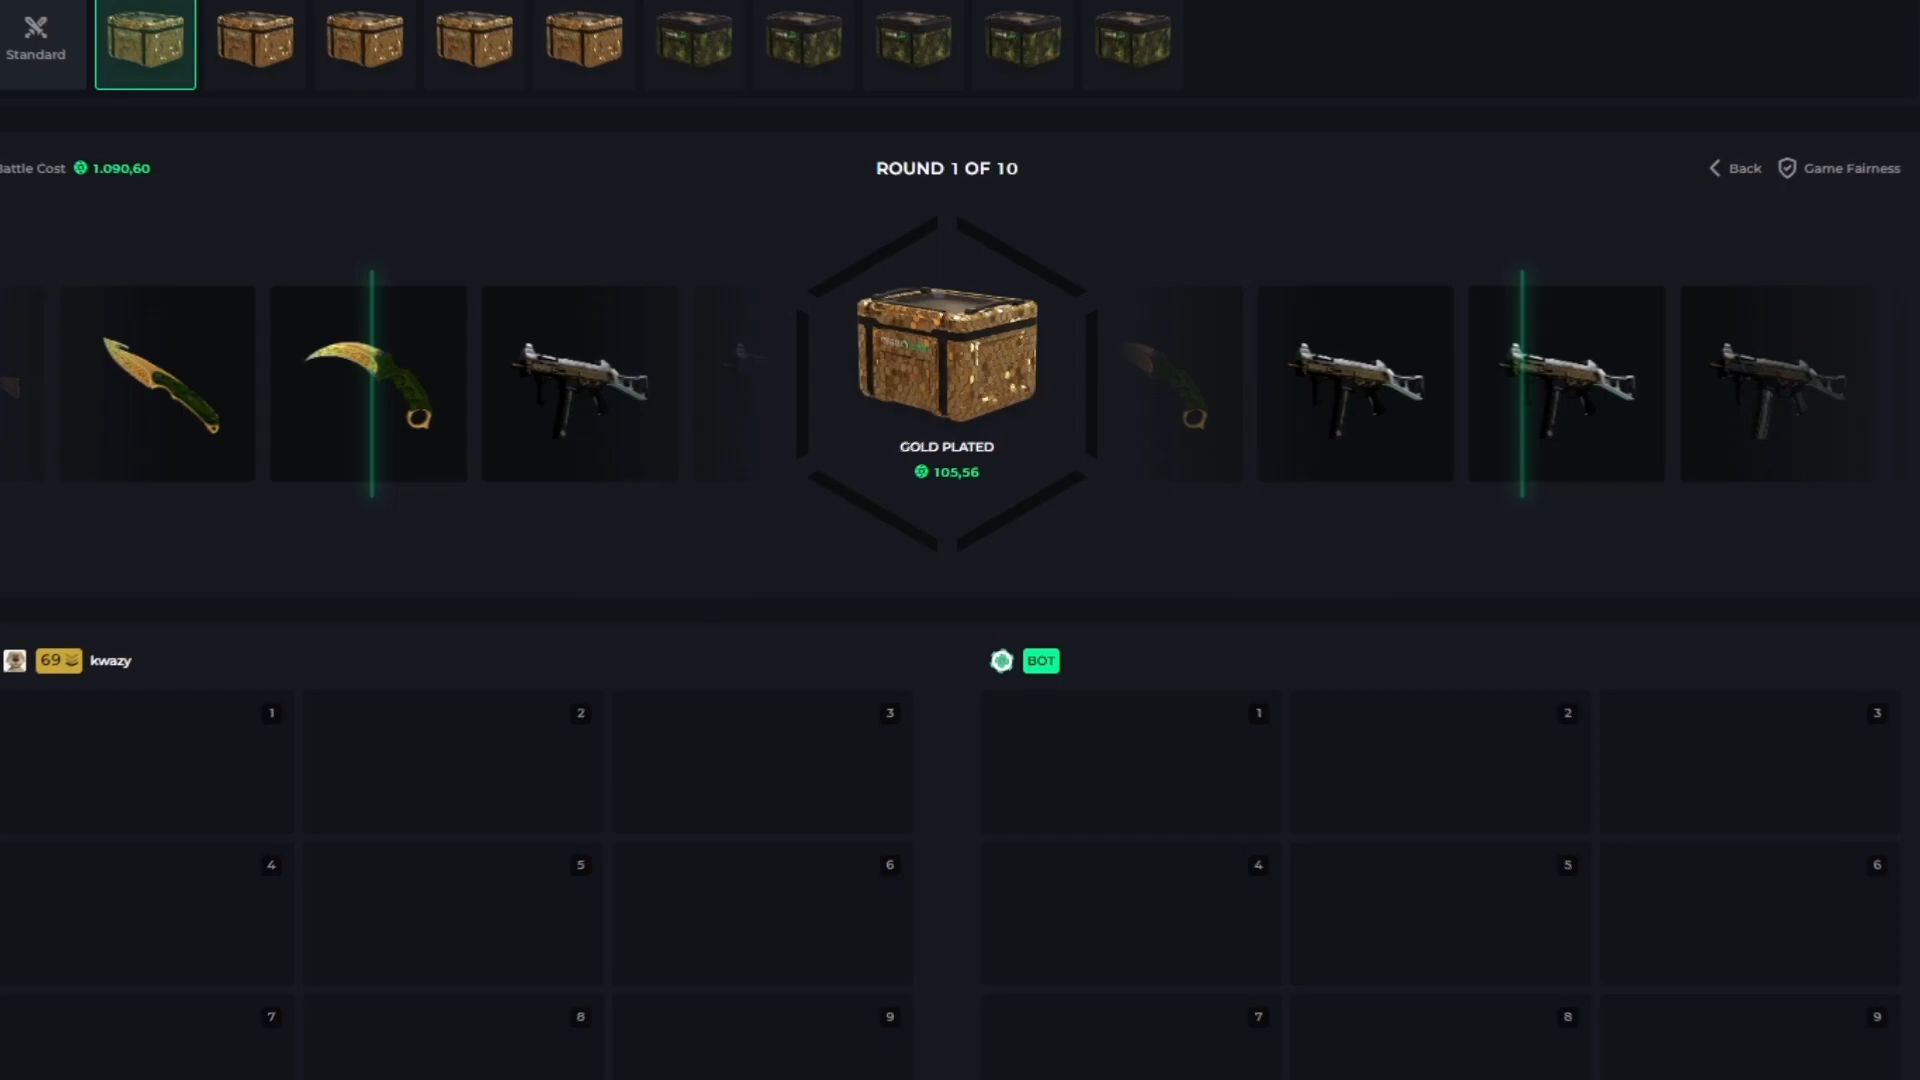 Standard
Battle Cost 1.090,60
ROUND 1 OF 10
Back
Game Fairness
GOLD PLATED
105,56
69 kwazy
BOT
1 2 3
4 5 6
7 8 9
1 2 3
4 5 6
7 8 9